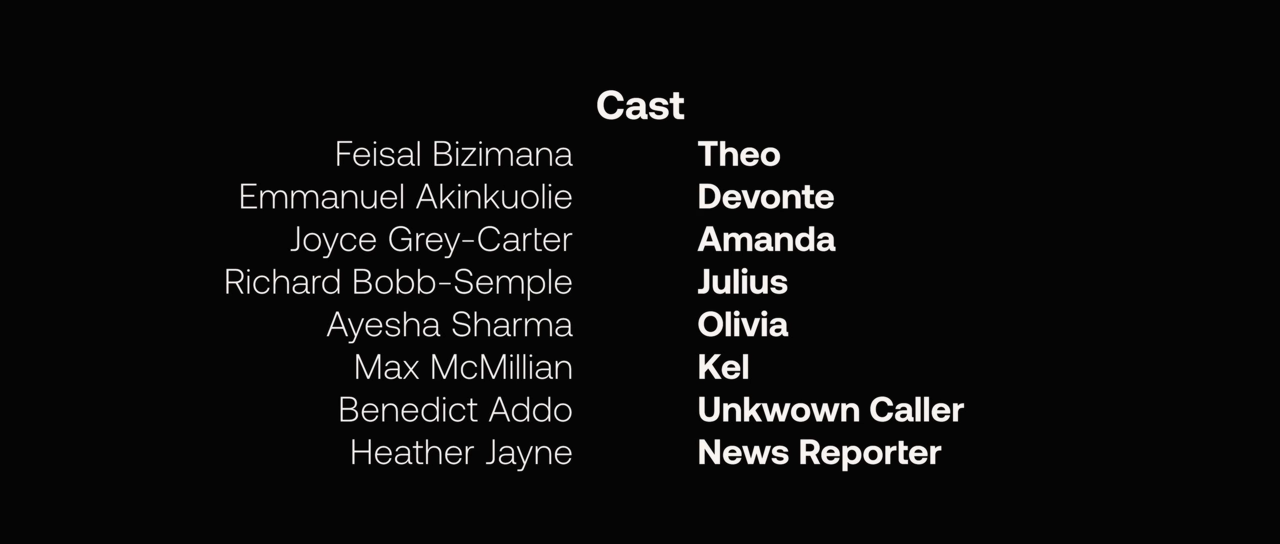 Cast
Feisal Bizimana Theo
Emmanuel Akinkuolie Devonte
Joyce Grey-Carter Amanda
Richard Bobb-Semple Julius
Ayesha Sharma Olivia
Max McMillian Kel
Benedict Addo Unkwown Caller
Heather Jayne News Reporter